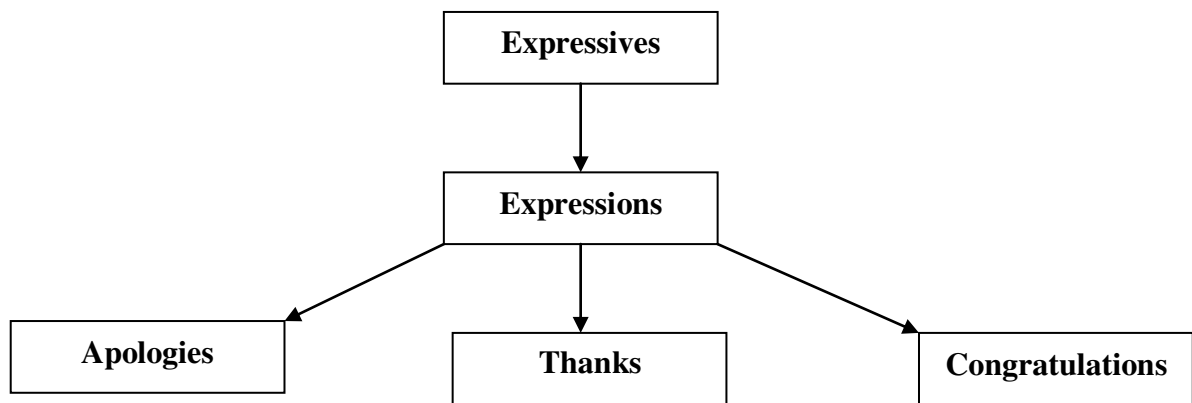 Expressives
Expressions
Apologies
Thanks
Congratulations